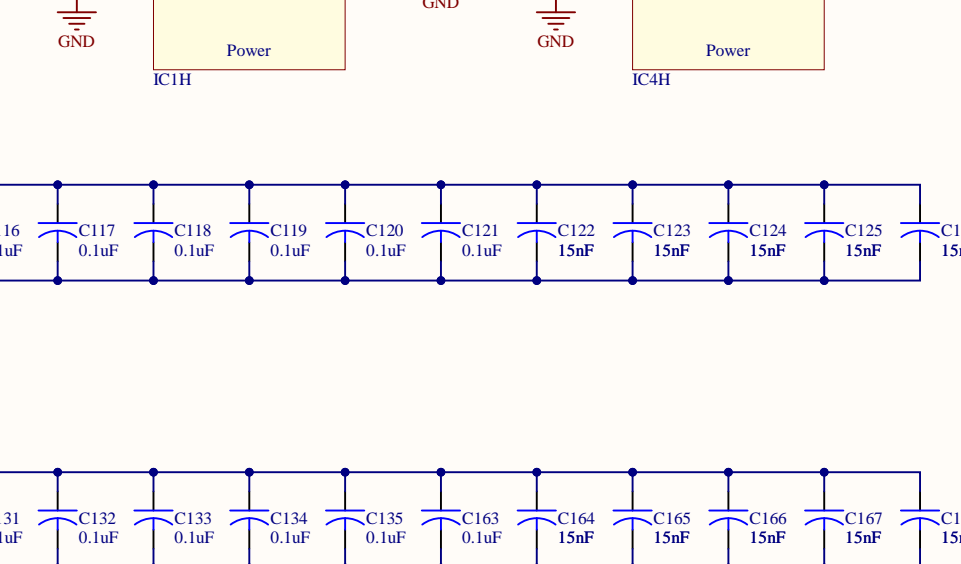 GND
GND
GND
Power
Power
IC1H
IC4H
16 C117 C118 C119 C120 C121 C122 C123 C124 C125 C1
1uF 0.1uF 0.1uF 0.1uF 0.1uF 0.1uF 15nF 15nF 15nF 15nF 15n
131 C132 C133 C134 C135 C163 C164 C165 C166 C167 C1
1uF 0.1uF 0.1uF 0.1uF 0.1uF 0.1uF 15nF 15nF 15nF 15nF 15n